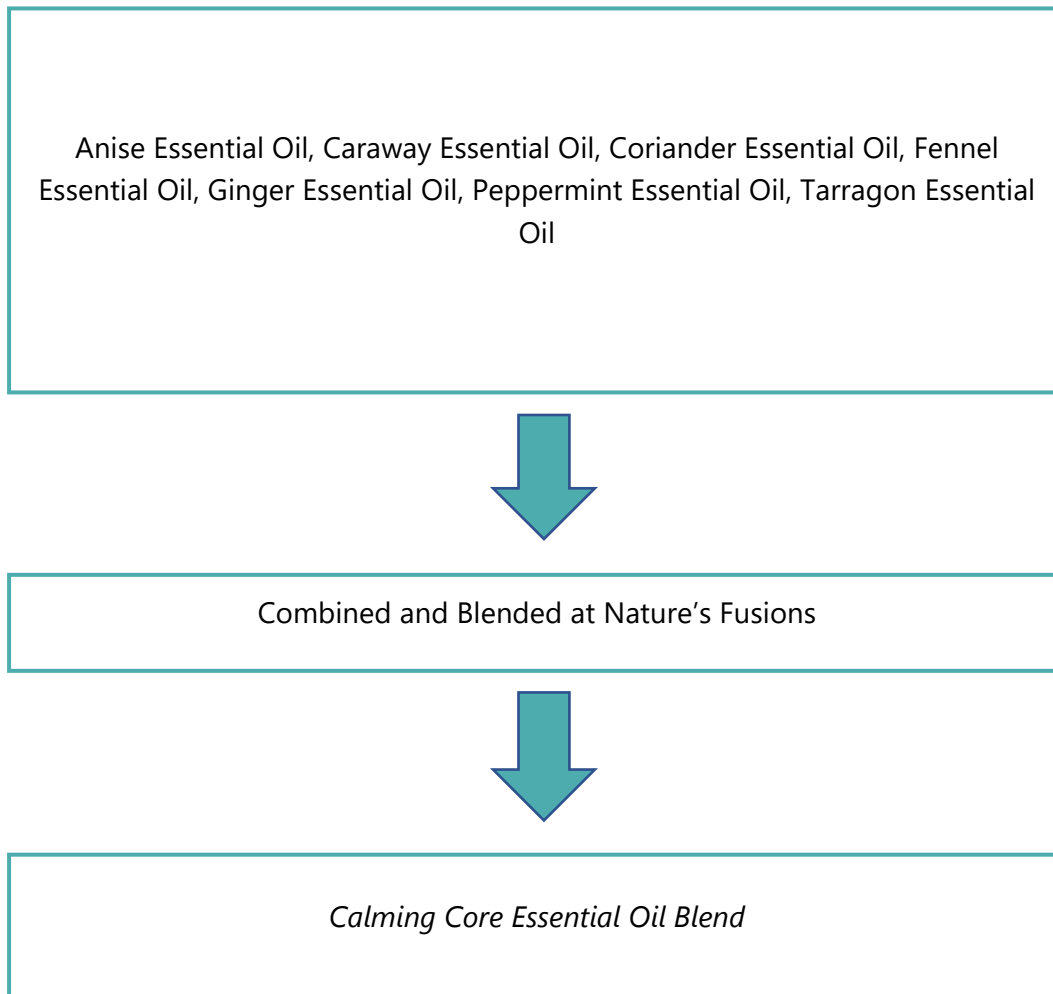 Anise Essential Oil, Caraway Essential Oil, Coriander Essential Oil, Fennel
Essential Oil, Ginger Essential Oil, Peppermint Essential Oil, Tarragon Essential
Oil
Combined and Blended at Nature’s Fusions
Calming Core Essential Oil Blend